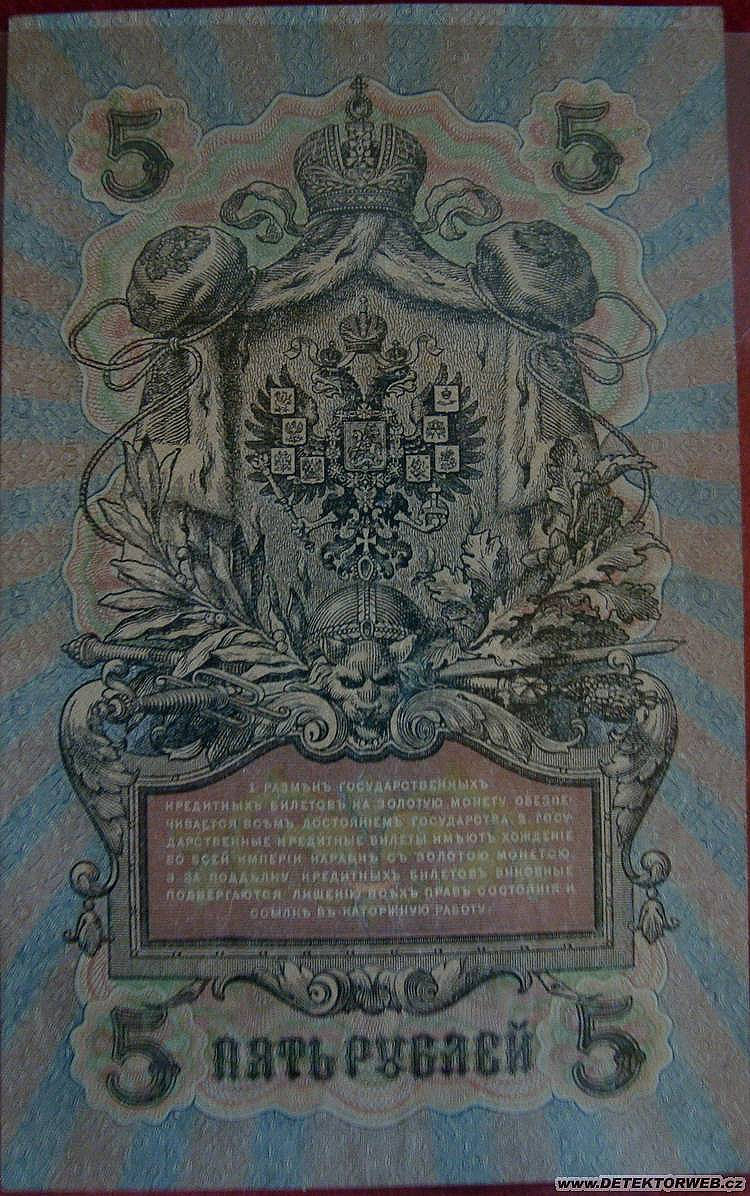 5 5
1. РАЗМѢНЪ ГОСУДАРСТВЕННЫХЪ
КРЕДИТНЫХЪ БИЛЕТОВЪ НА ЗОЛОТУЮ МОНЕТУ ОБЕЗПЕ-
ЧИВАЕТСЯ ВСѢМЪ ДОСТОЯНІЕМЪ ГОСУДАРСТВА. 2. ГОСУ-
ДАРСТВЕННЫЕ КРЕДИТНЫЕ БИЛЕТЫ ИМѢЮТЪ ХОЖДЕНІЕ
ВО ВСЕЙ ИМПЕРІИ НАРАВНѢ СЪ ЗОЛОТОЮ МОНЕТОЮ.
3. ЗА ПОДДѢЛКУ КРЕДИТНЫХЪ БИЛЕТОВЪ ВИНОВНЫЕ
ПОДВЕРГАЮТСЯ ЛИШЕНІЮ ВСѢХЪ ПРАВЪ СОСТОЯНІЯ И
ССЫЛКѢ ВЪ КАТОРЖНУЮ РАБОТУ.
5 ПЯТЬ РУБЛЕЙ 5
www.DETEKTORWEB.cz